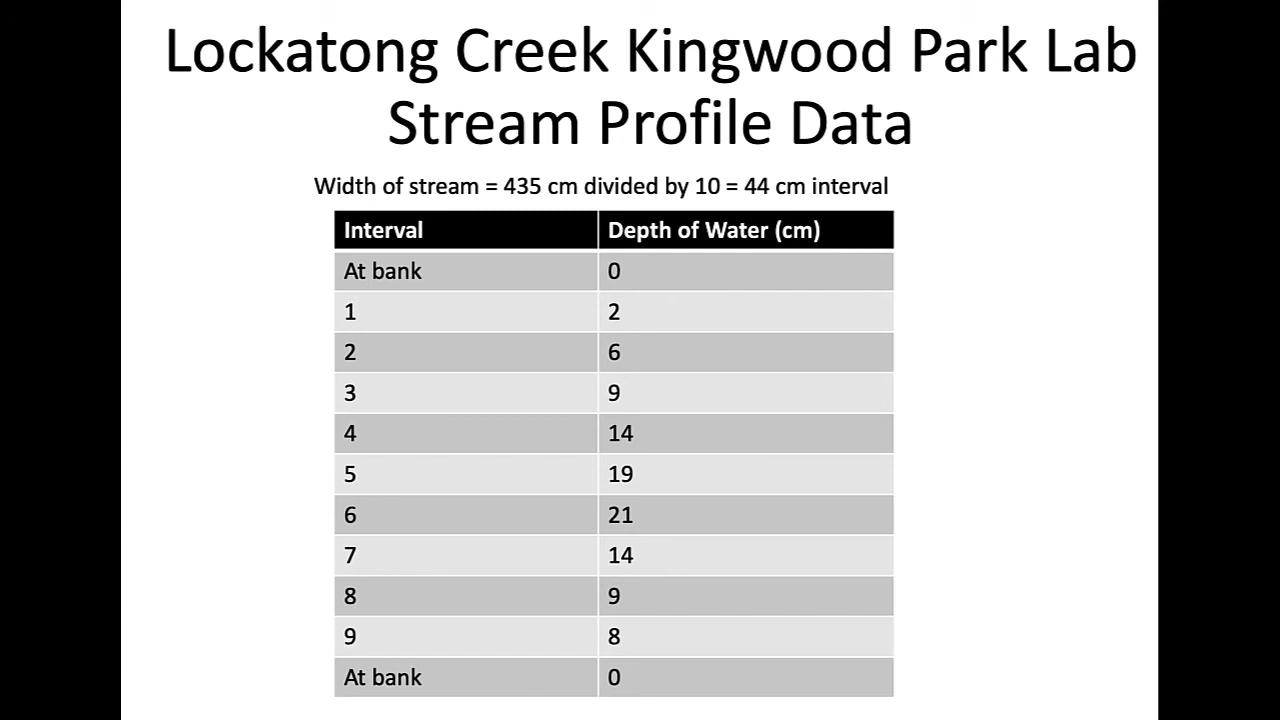 Lockatong Creek Kingwood Park Lab
Stream Profile Data
Width of stream = 435 cm divided by 10 = 44 cm interval
Interval Depth of Water (cm)
At bank 0
1 2
2 6
3 9
4 14
5 19
6 21
7 14
8 9
9 8
At bank 0